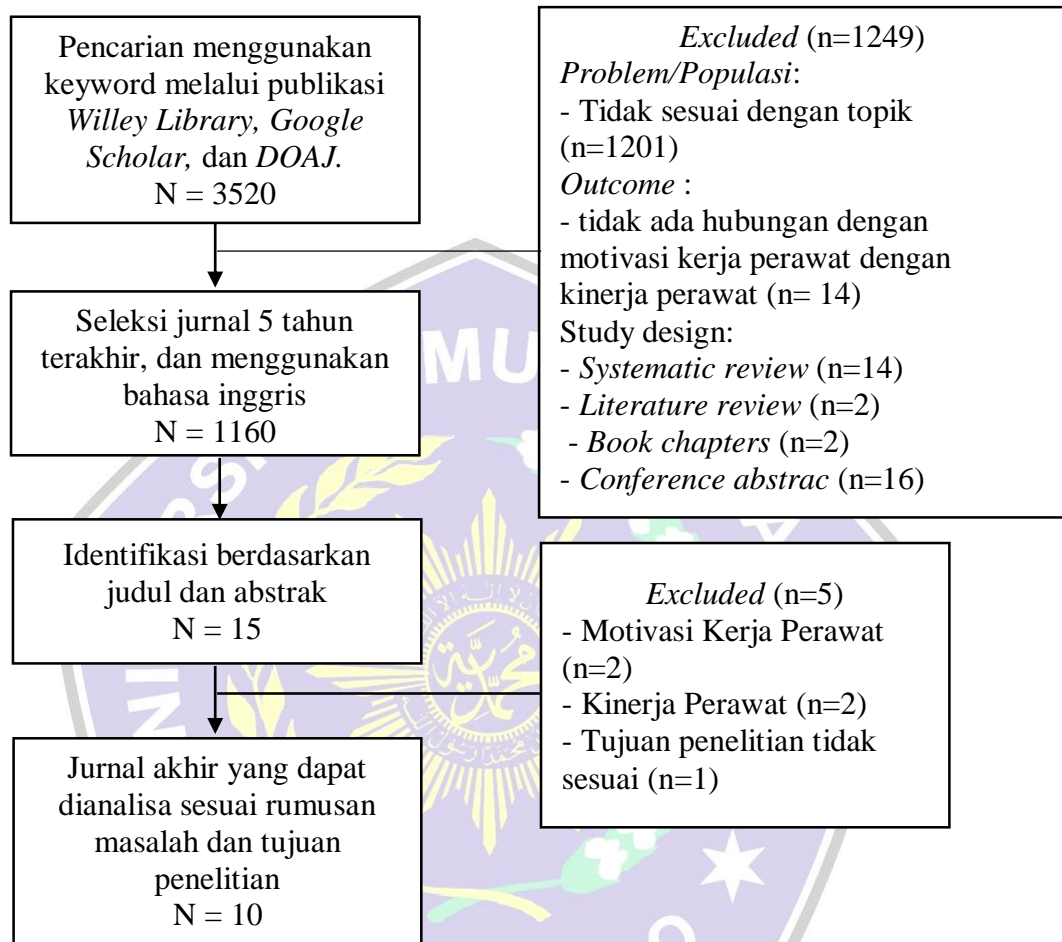 Pencarian menggunakan
keyword melalui publikasi
Willey Library, Google
Scholar, dan DOAJ.
N = 3520
Excluded (n=1249)
Problem/Populasi:
- Tidak sesuai dengan topik
(n=1201)
Outcome :
- tidak ada hubungan dengan
motivasi kerja perawat dengan
kinerja perawat (n= 14)
Study design:
- Systematic review (n=14)
- Literature review (n=2)
- Book chapters (n=2)
- Conference abstrac (n=16)
Seleksi jurnal 5 tahun
terakhir, dan menggunakan
bahasa inggris
N = 1160
Identifikasi berdasarkan
judul dan abstrak
N = 15
Excluded (n=5)
- Motivasi Kerja Perawat
(n=2)
- Kinerja Perawat (n=2)
- Tujuan penelitian tidak
sesuai (n=1)
Jurnal akhir yang dapat
dianalisa sesuai rumusan
masalah dan tujuan
penelitian
N = 10